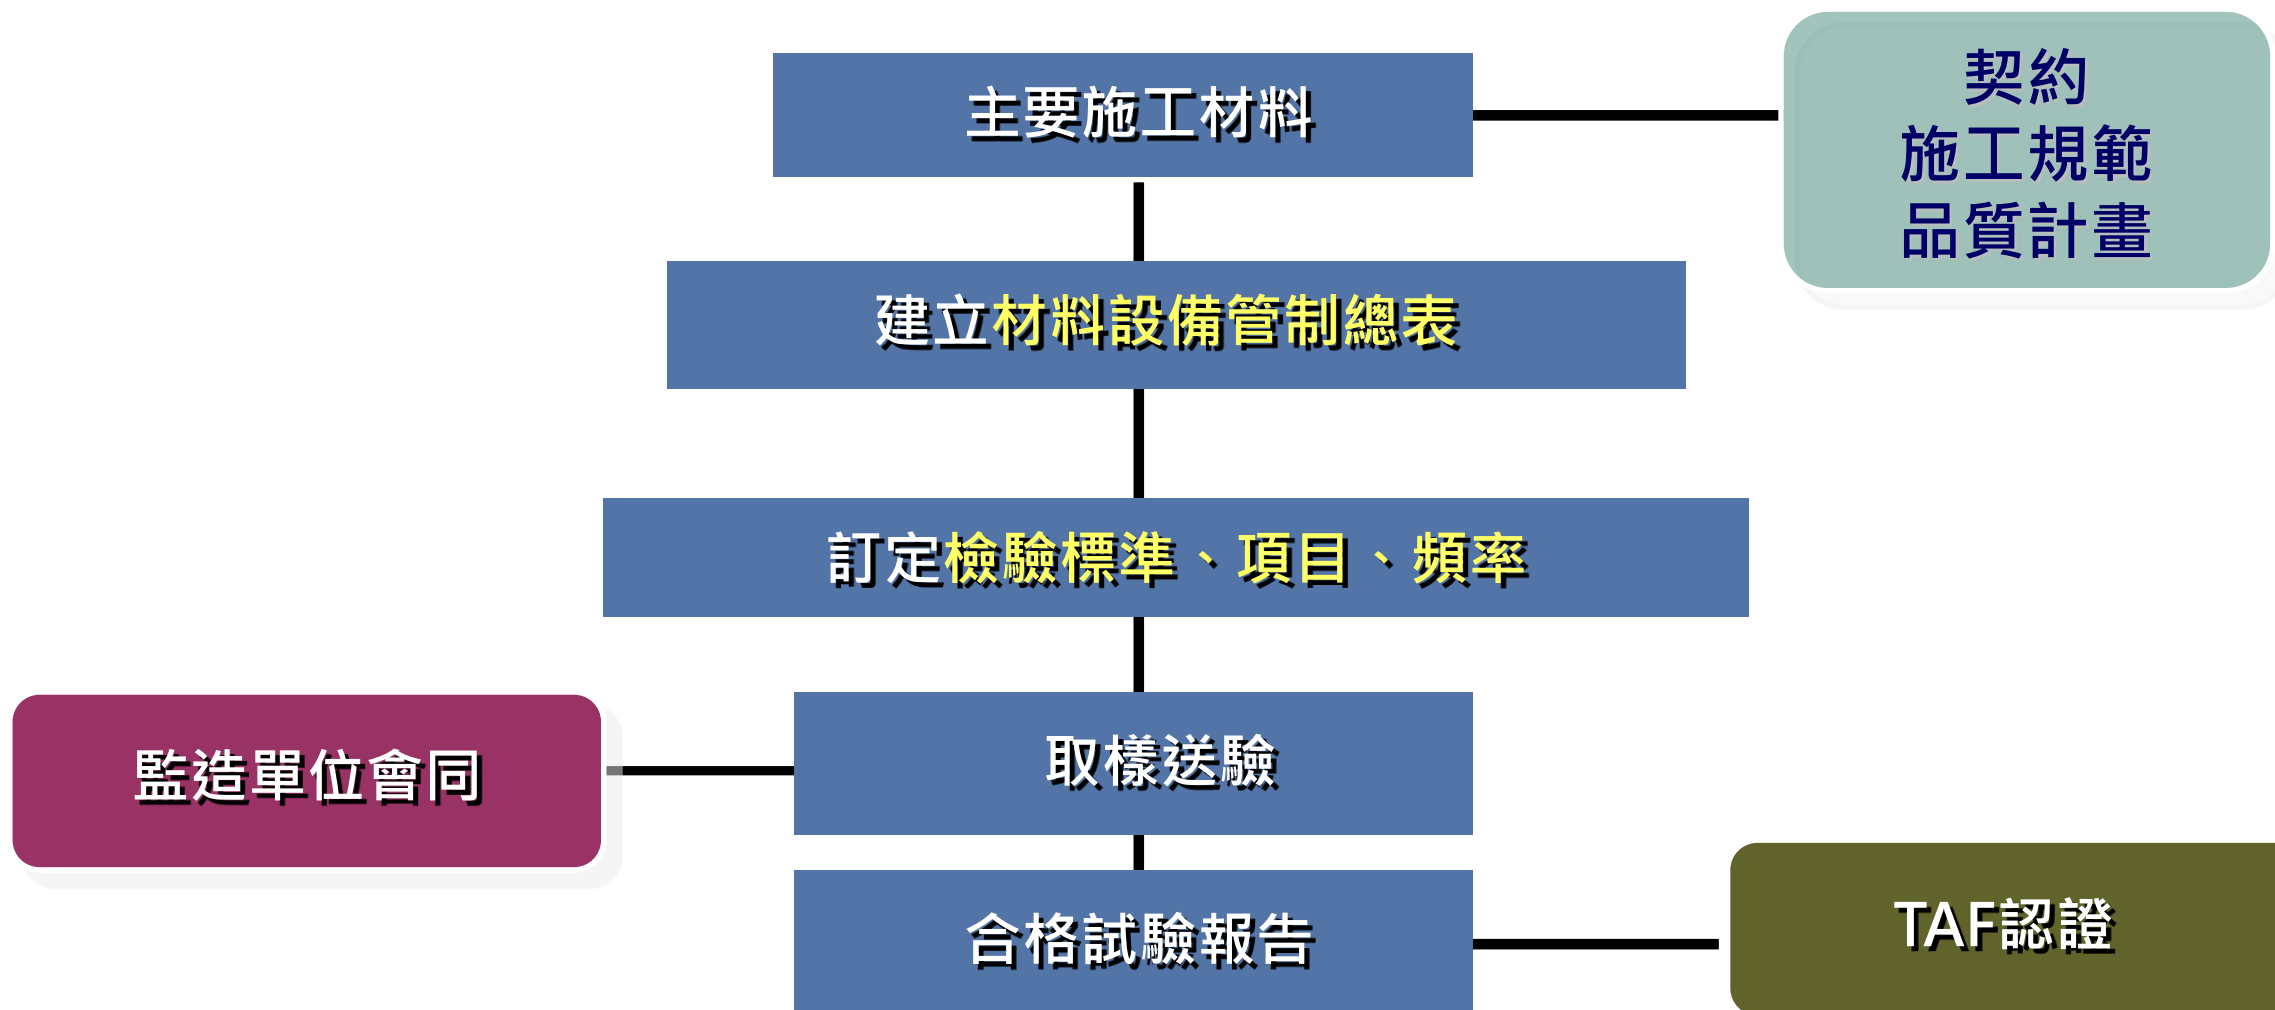 主要施工材料
契約
施工規範
品質計畫
建立材料設備管制總表
訂定檢驗標準、項目、頻率
監造單位會同
取樣送驗
合格試驗報告
TAF認證